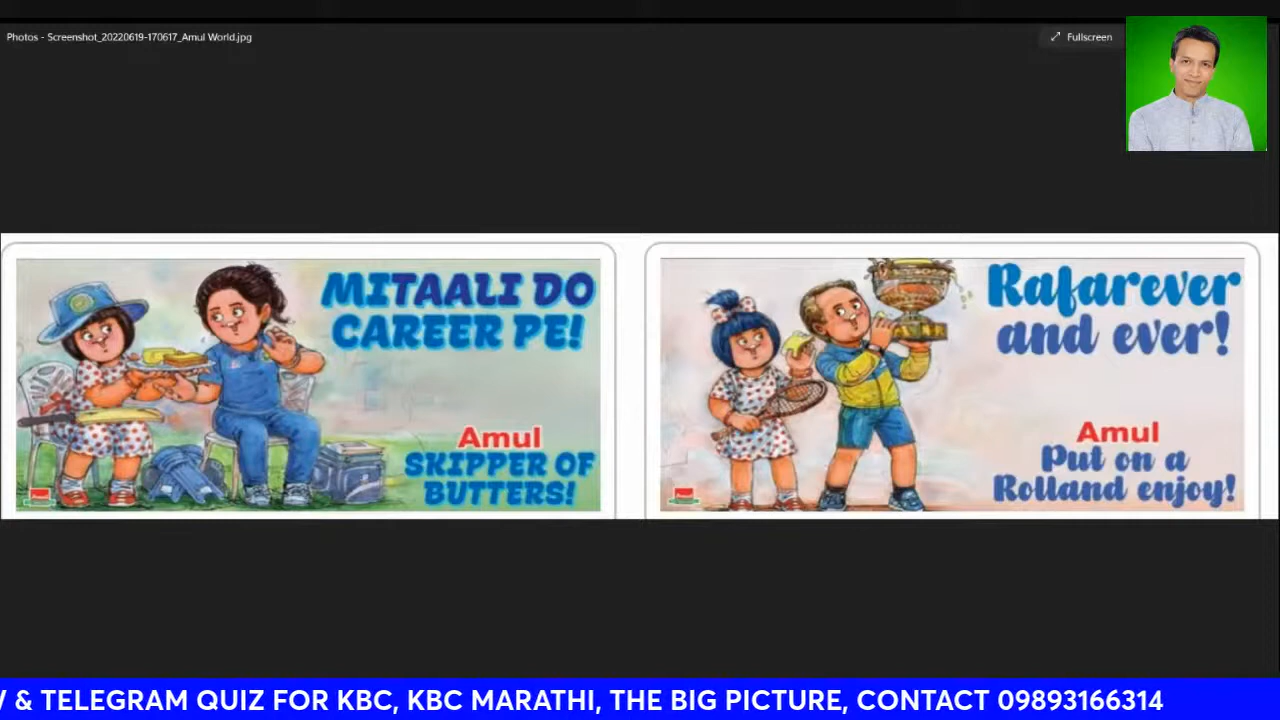 Photos - Screenshot_20220619-170617_Amul World.jpg
Fullscreen
MITAALI DO
CAREER PE!
Amul
SKIPPER OF
BUTTERS!
Rafarever
and ever!
Amul
Put on a
Rolland enjoy!
& TELEGRAM QUIZ FOR KBC, KBC MARATHI, THE BIG PICTURE, CONTACT 09893166314